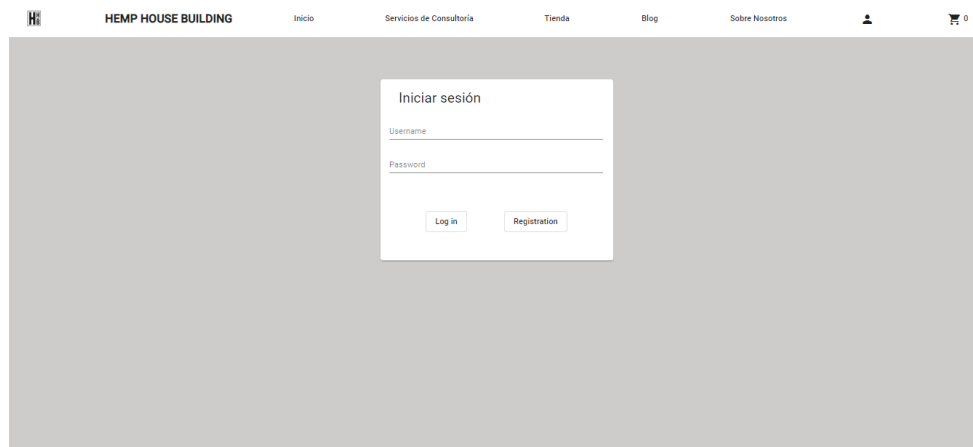 HEMP HOUSE BUILDING Inicio Servicios de Consultoría Tienda Blog Sobre Nosotros 0
Iniciar sesión
Username
Password
Log in Registration